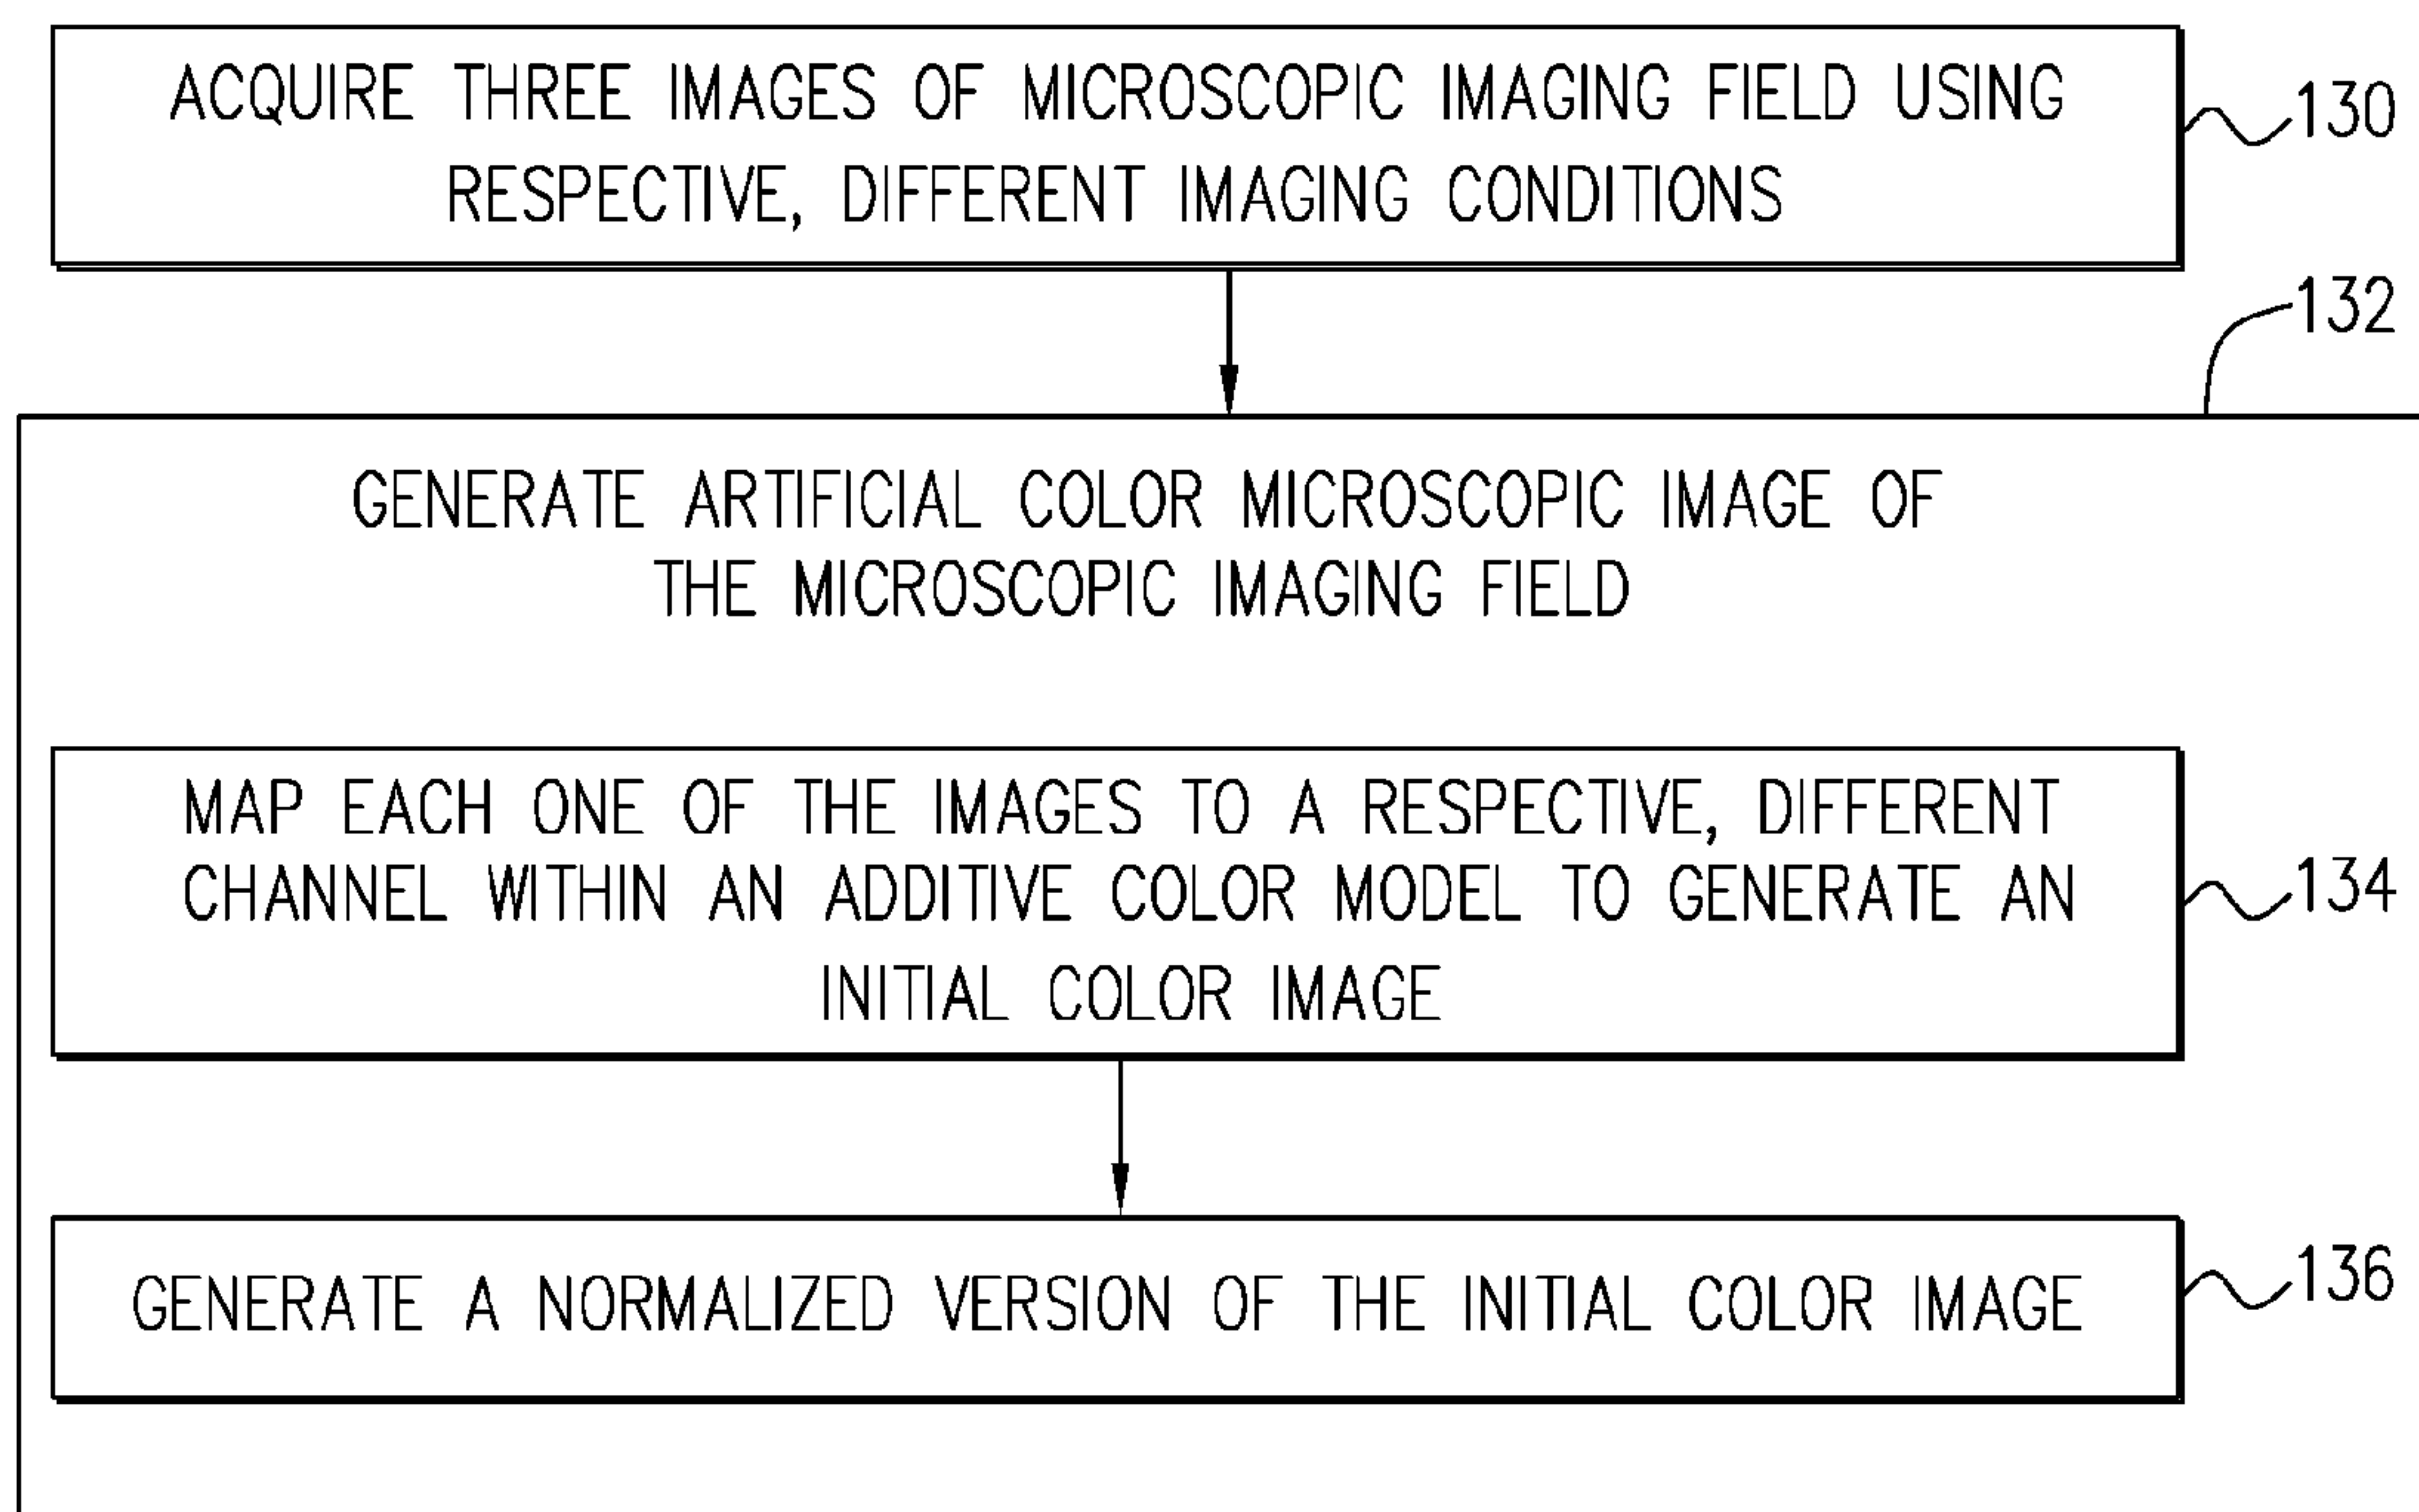 ACQUIRE THREE IMAGES OF MICROSCOPIC IMAGING FIELD USING
RESPECTIVE, DIFFERENT IMAGING CONDITIONS
130
132
GENERATE ARTIFICIAL COLOR MICROSCOPIC IMAGE OF
THE MICROSCOPIC IMAGING FIELD
MAP EACH ONE OF THE IMAGES TO A RESPECTIVE, DIFFERENT
CHANNEL WITHIN AN ADDITIVE COLOR MODEL TO GENERATE AN
INITIAL COLOR IMAGE
134
GENERATE A NORMALIZED VERSION OF THE INITIAL COLOR IMAGE
136